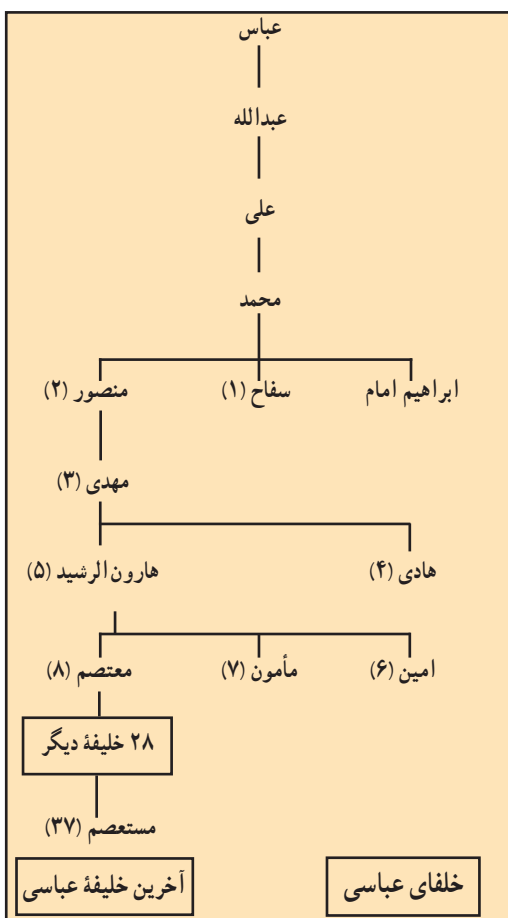 عباس
عبدالله
علی
محمد
ابراهیم امام سفاح (۱) منصور (۲)
مهدی (۳)
هادی (۴) هارون‌الرشید (۵)
امین (۶) مأمون (۷) معتصم (۸)
۲۸ خلیفهٔ دیگر
مستعصم (۳۷)
خلفای عباسی آخرین خلیفهٔ عباسی